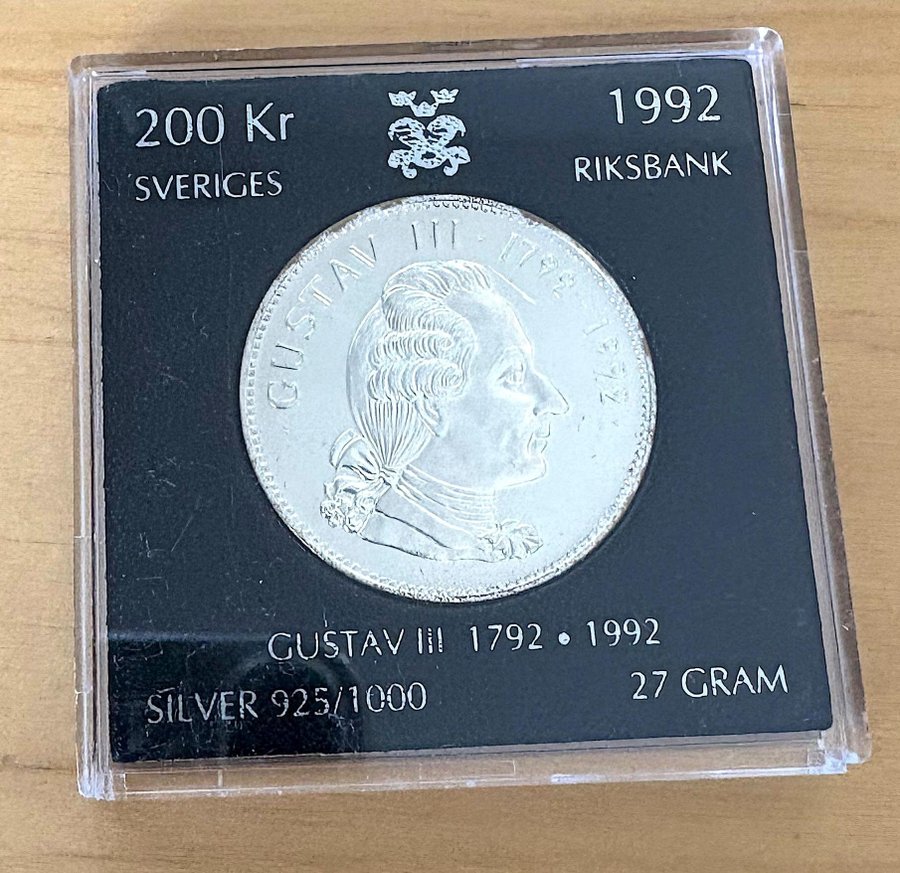 200 Kr
1992
SVERIGES
RIKSBANK
GUSTAV III · 1792 · 1992 ·
GUSTAV III 1792 • 1992
SILVER 925/1000
27 GRAM